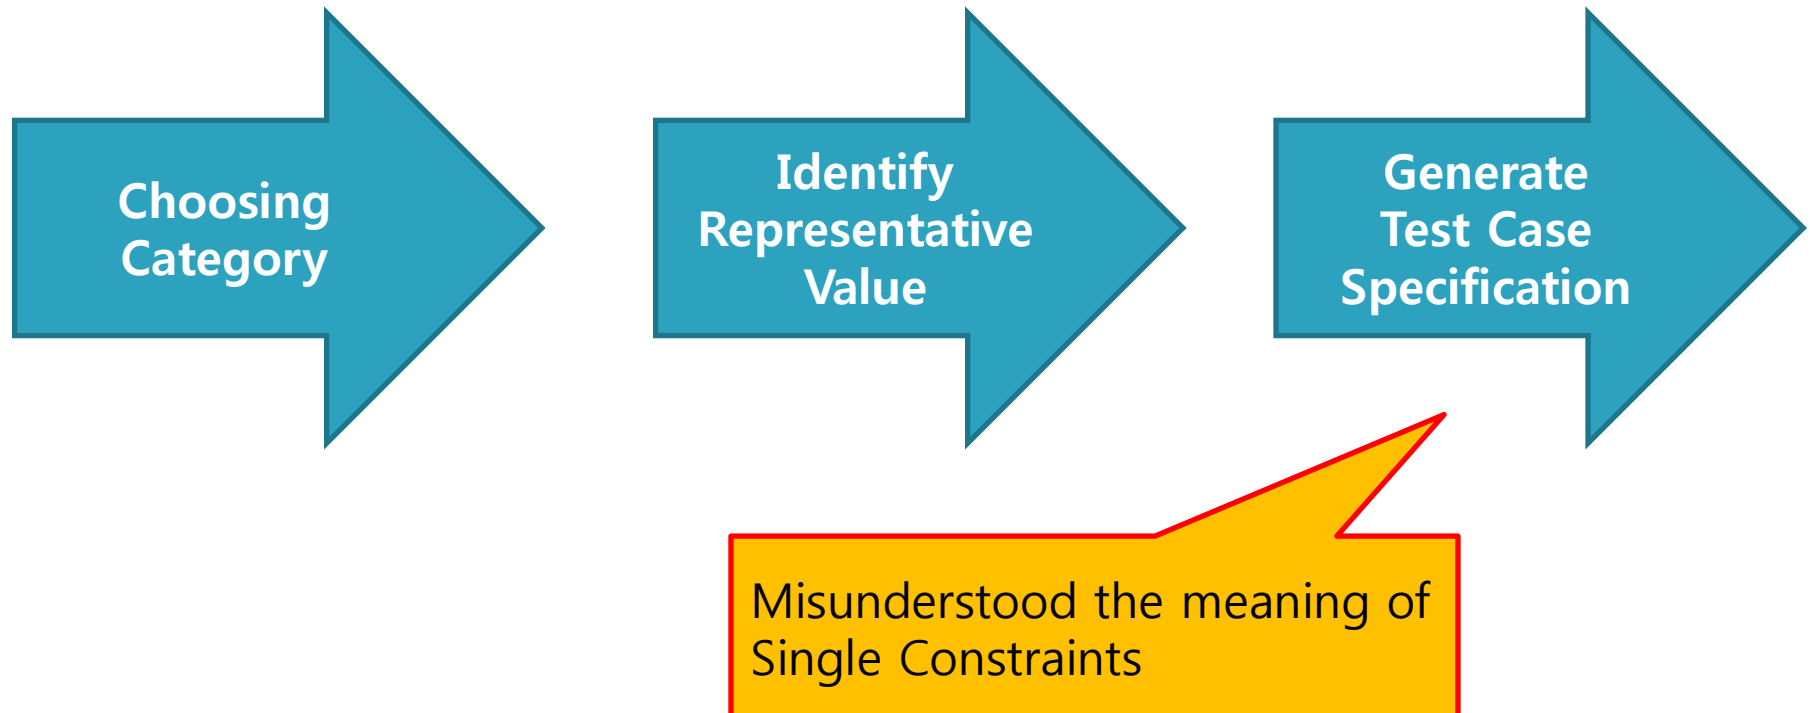 Choosing
Category
Identify
Representative
Value
Generate
Test Case
Specification
Misunderstood the meaning of
Single Constraints